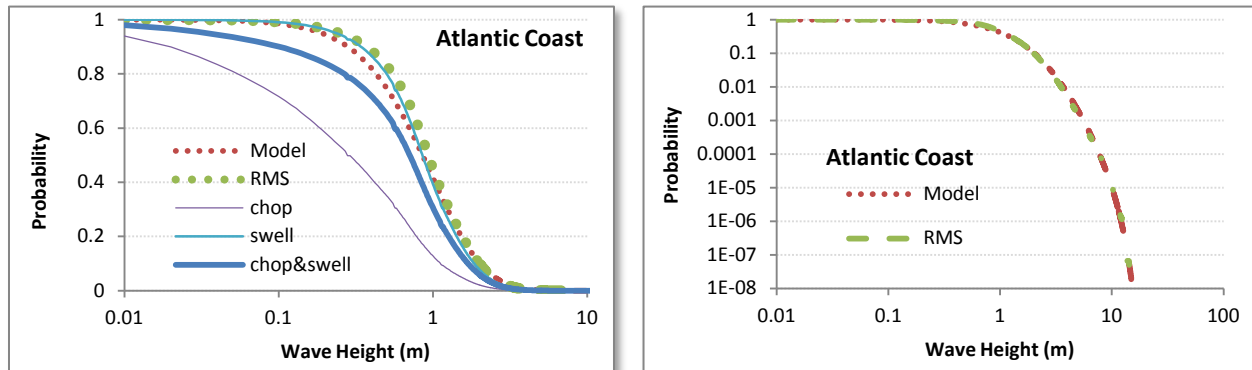 Atlantic Coast
Probability
1
0.8
0.6
0.4
0.2
0
Model
RMS
chop
swell
chop&swell
0.01
0.1
1
10
Wave Height (m)
Probability
1
0.1
0.01
0.001
0.0001
1E-05
1E-06
1E-07
1E-08
Atlantic Coast
Model
RMS
0.01
0.1
1
10
100
Wave Height (m)